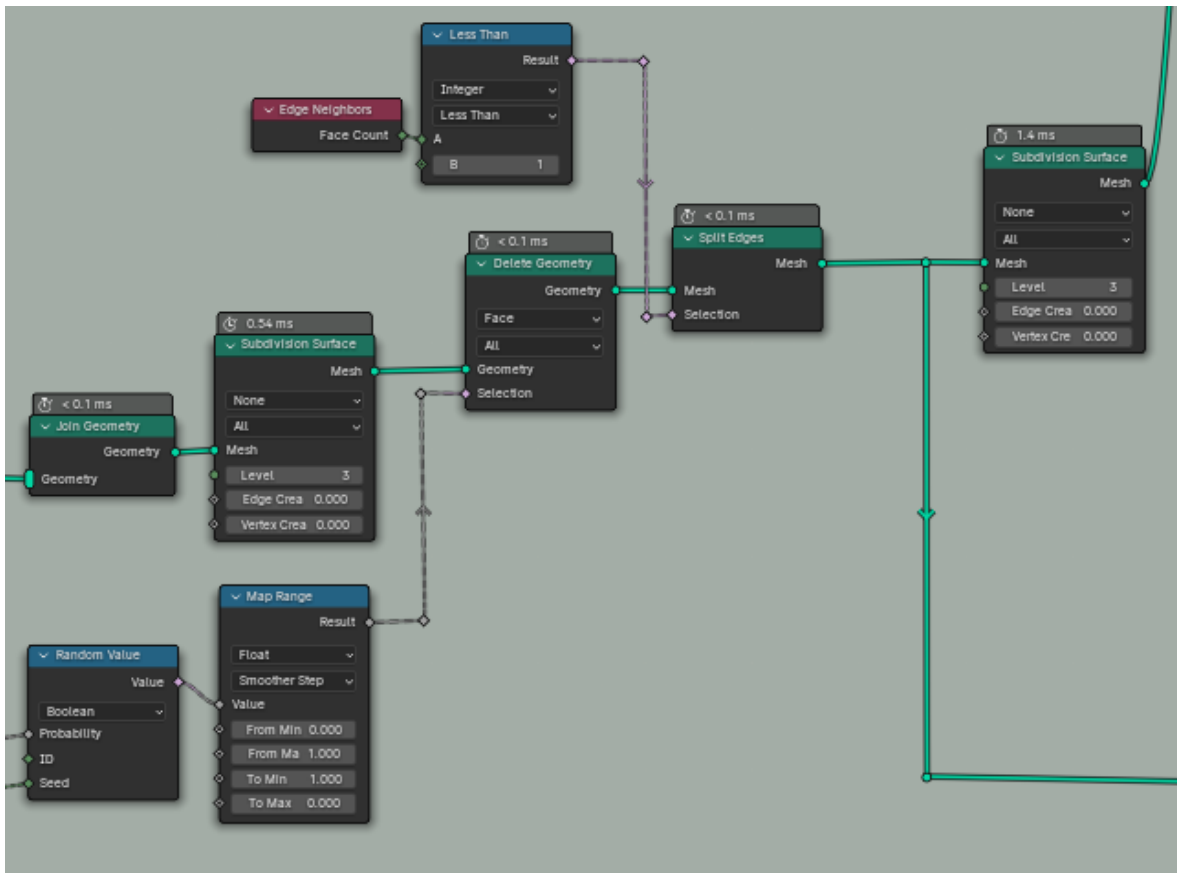 Less Than
Result
Integer
Less Than
A
B 1
Edge Neighbors
Face Count
1.4 ms
Subdivision Surface
Mesh
None
All
Mesh
Level 3
Edge Crea 0.000
Vertex Cre 0.000
< 0.1 ms
Split Edges
Mesh
Mesh
Selection
< 0.1 ms
Delete Geometry
Geometry
Face
All
Geometry
Selection
0.54 ms
Subdivision Surface
Mesh
None
All
Mesh
Level 3
Edge Crea 0.000
Vertex Crea 0.000
< 0.1 ms
Join Geometry
Geometry
Geometry
Map Range
Result
Float
Smoother Step
Value
From Min 0.000
From Ma 1.000
To Min 1.000
To Max 0.000
Random Value
Value
Boolean
Probability
ID
Seed